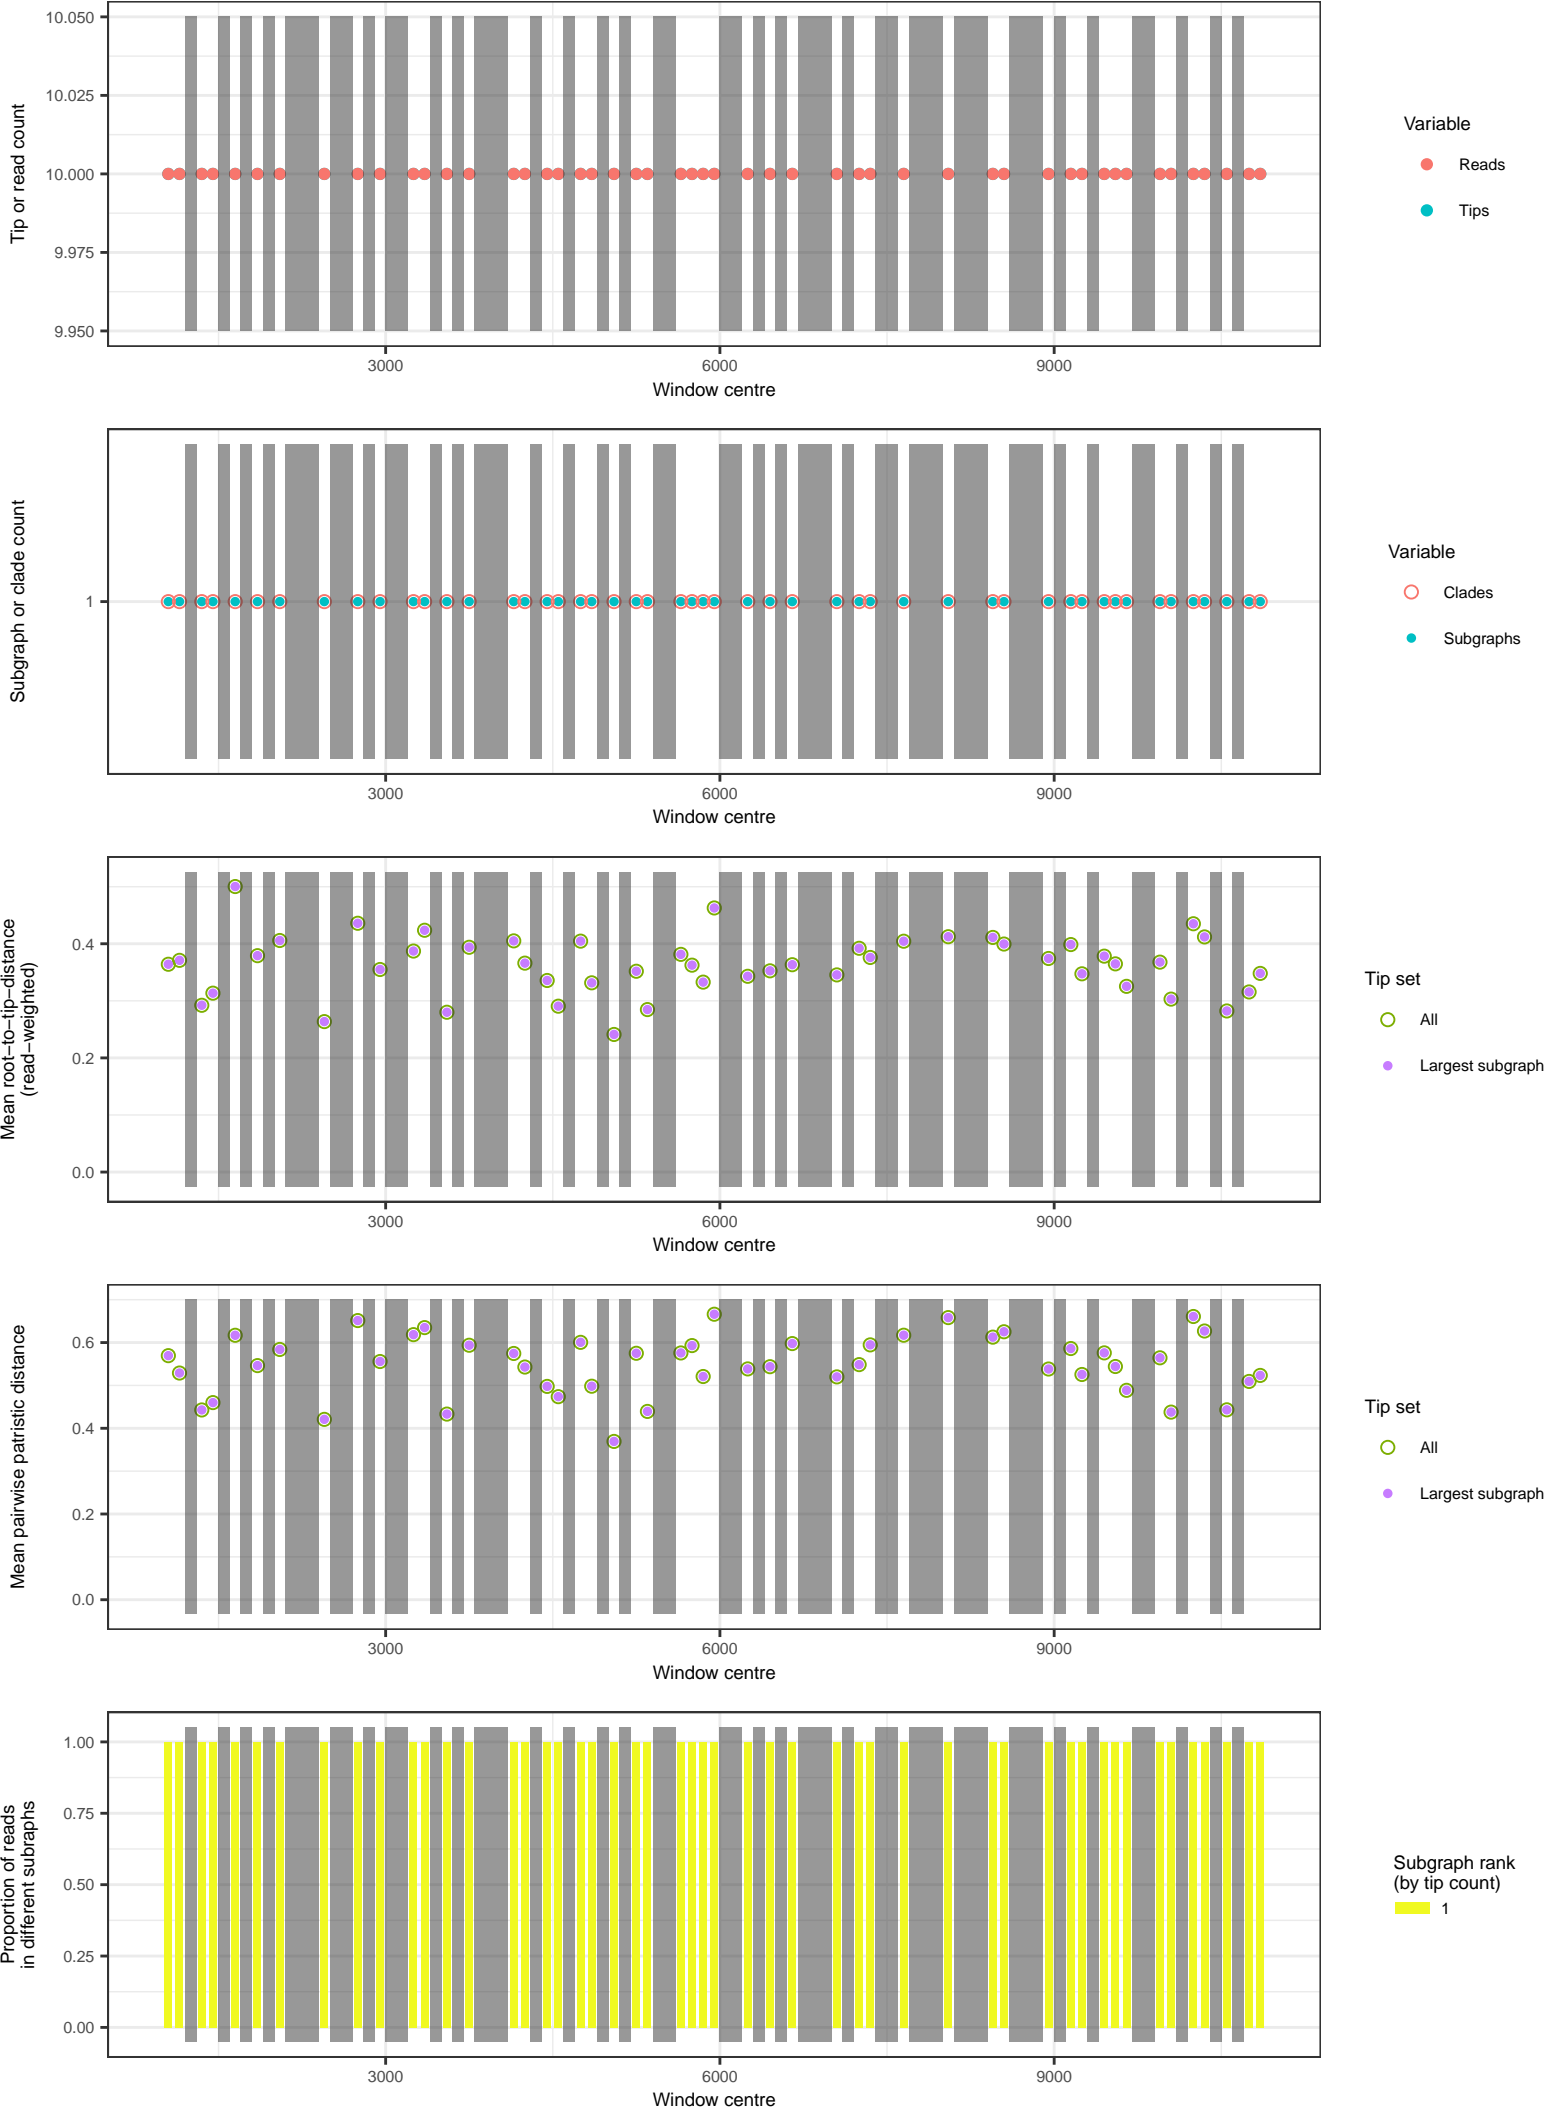 10.050
10.025
10.000
9.975
9.950
Tip or read count
3000
6000
9000
Window centre
Variable
Reads
Tips
1
Subgraph or clade count
3000
6000
9000
Window centre
Variable
Clades
Subgraphs
0.4
0.2
0.0
Mean root−to−tip−distance
(read−weighted)
3000
6000
9000
Window centre
Tip set
All
Largest subgraph
0.6
0.4
0.2
0.0
Mean pairwise patristic distance
3000
6000
9000
Window centre
Tip set
All
Largest subgraph
1.00
0.75
0.50
0.25
0.00
Proportion of reads
in different subraphs
3000
6000
9000
Window centre
Subgraph rank
(by tip count)
1